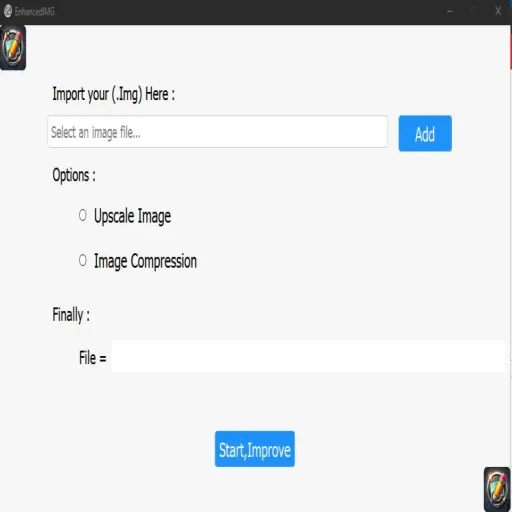 EnhancedIMG
Import your (.Img) Here :
Select an image file...
Add
Options :
Upscale Image
Image Compression
Finally :
File =
Start,Improve